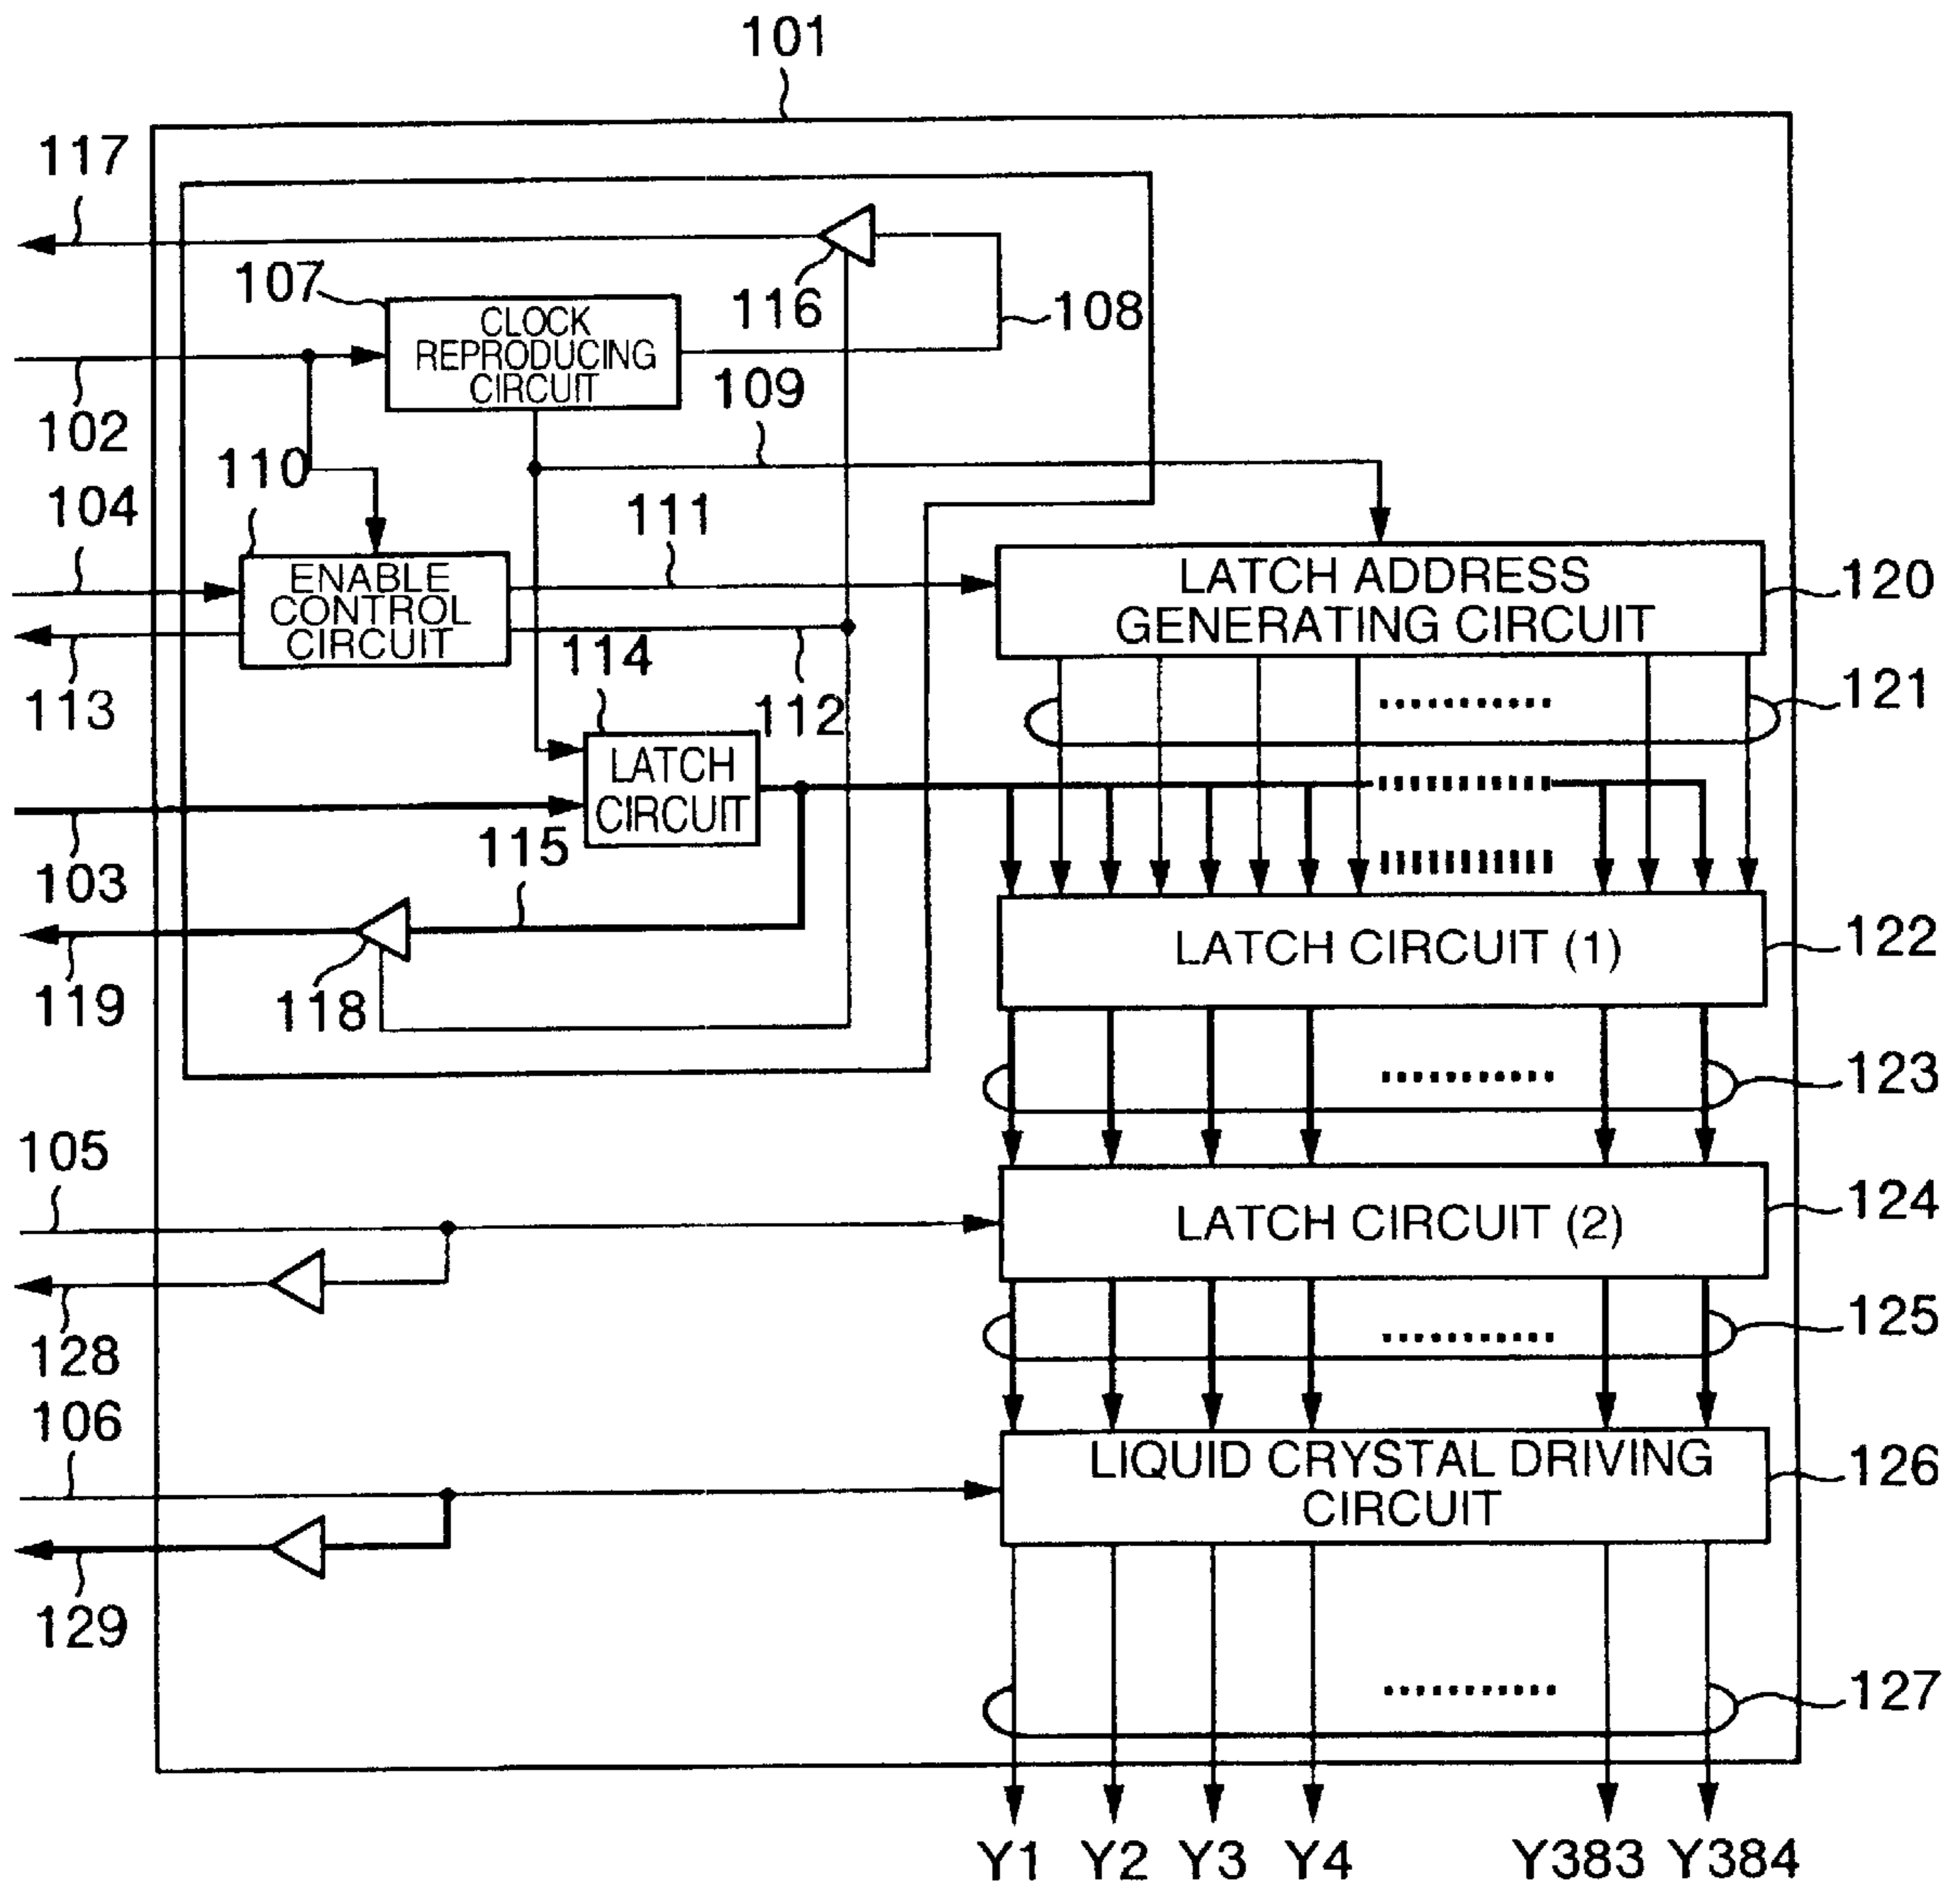 101
117
107
CLOCK
REPRODUCING
CIRCUIT
116
108
102
109
110
104
111
ENABLE
CONTROL
CIRCUIT
LATCH ADDRESS
GENERATING CIRCUIT
120
113
114
112
121
LATCH
CIRCUIT
103
115
119
118
LATCH CIRCUIT (1)
122
123
105
LATCH CIRCUIT (2)
124
128
125
106
LIQUID CRYSTAL DRIVING
CIRCUIT
126
129
127
Y1 Y2 Y3 Y4 Y383 Y384